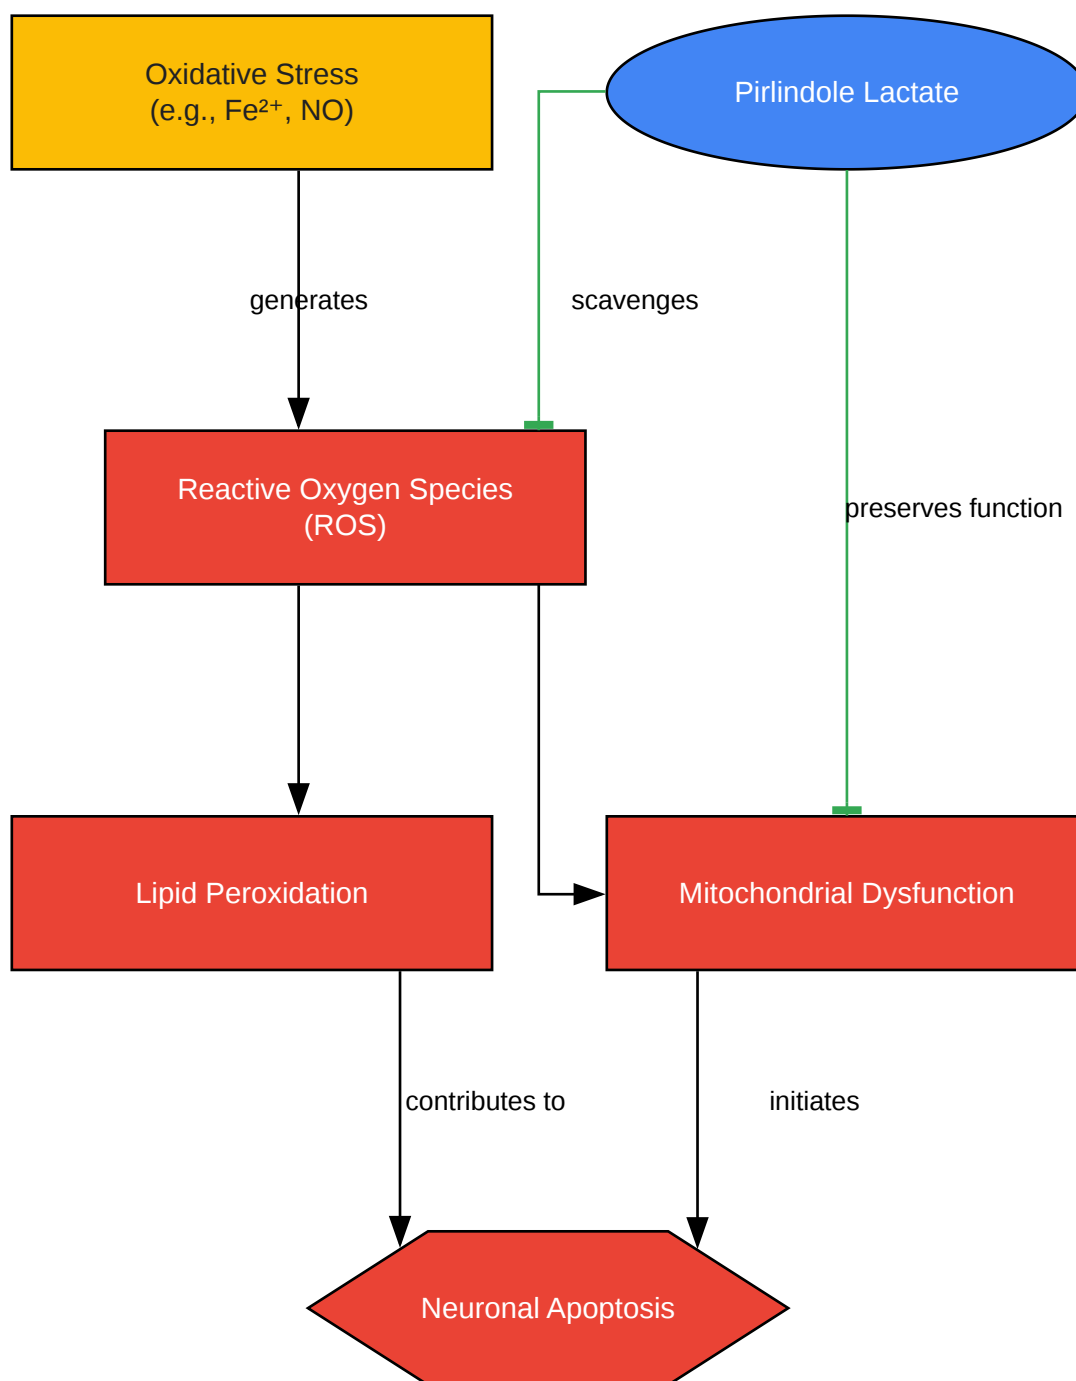 Oxidative Stress
(e.g., Fe²⁺, NO)
Pirlindole Lactate
generates
scavenges
Reactive Oxygen Species
(ROS)
preserves function
Lipid Peroxidation
Mitochondrial Dysfunction
contributes to
initiates
Neuronal Apoptosis